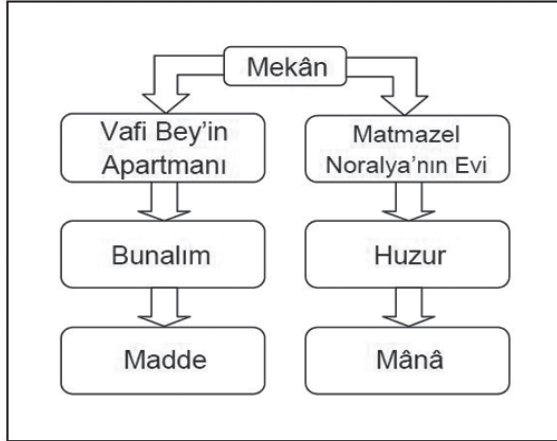 Mekân
Vafi Bey'in
Apartmanı
Matmazel
Noralya'nın Evi
Bunalım
Huzur
Madde
Mânâ